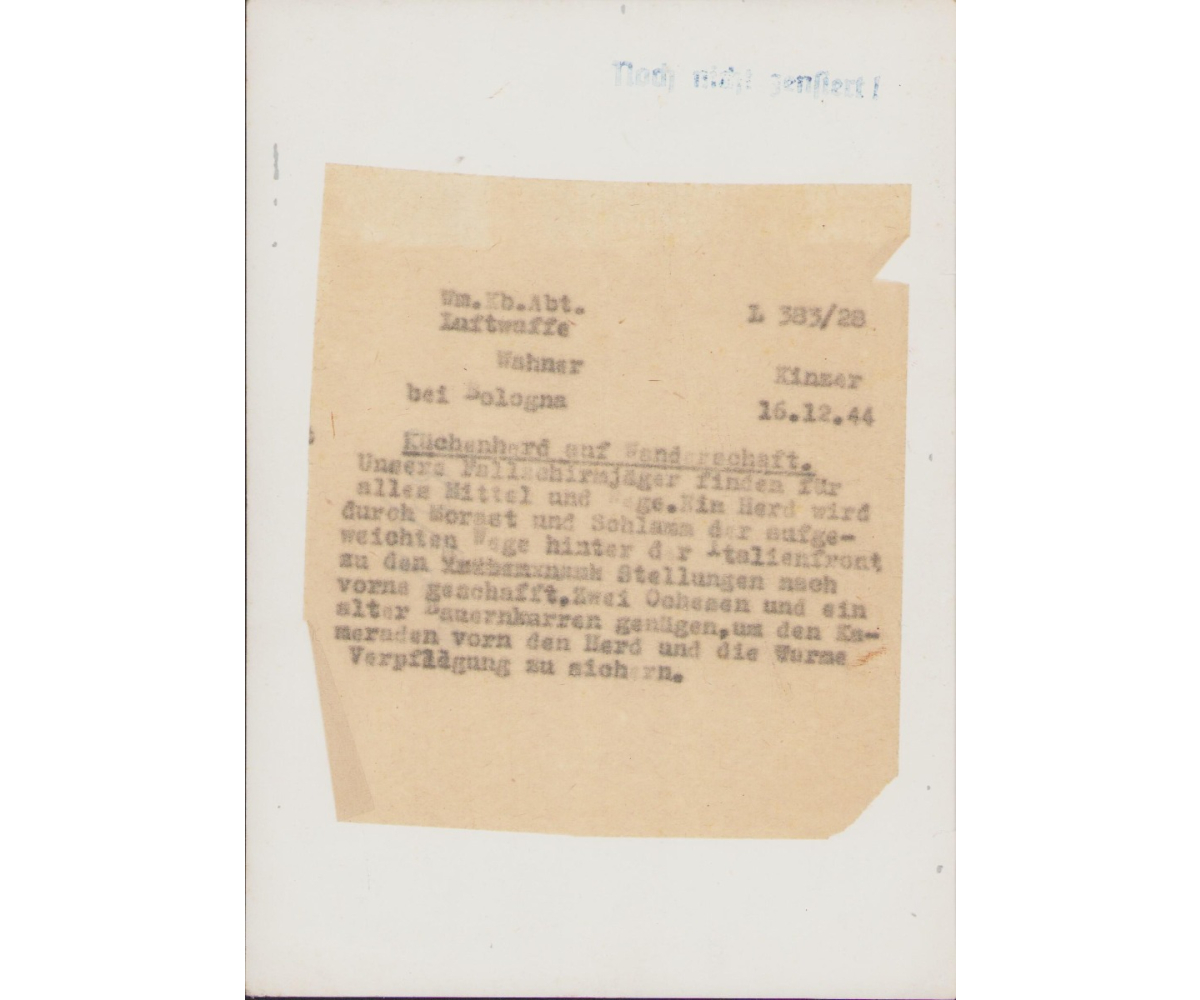 Noch nicht zensiert!
Wm.Kb.Abt.
Luftwaffe
L 383/28
Wahner
Kinzer
bei Bologna
16.12.44
Küchenherd auf Wanderschaft.
Unsere Fallschirmjäger finden für
alles Mittel und Wege.Ein Herd wird
durch Morast und Schlamm der aufge-
weichten Wege hinter der Italienfront
zu den Stellungen nach
vorne geschafft.Zwei Ochesen und ein
alter Bauernkarren genügen,um den Ka-
meraden vorn den Herd und die Warme
Verpflägung zu sichern.